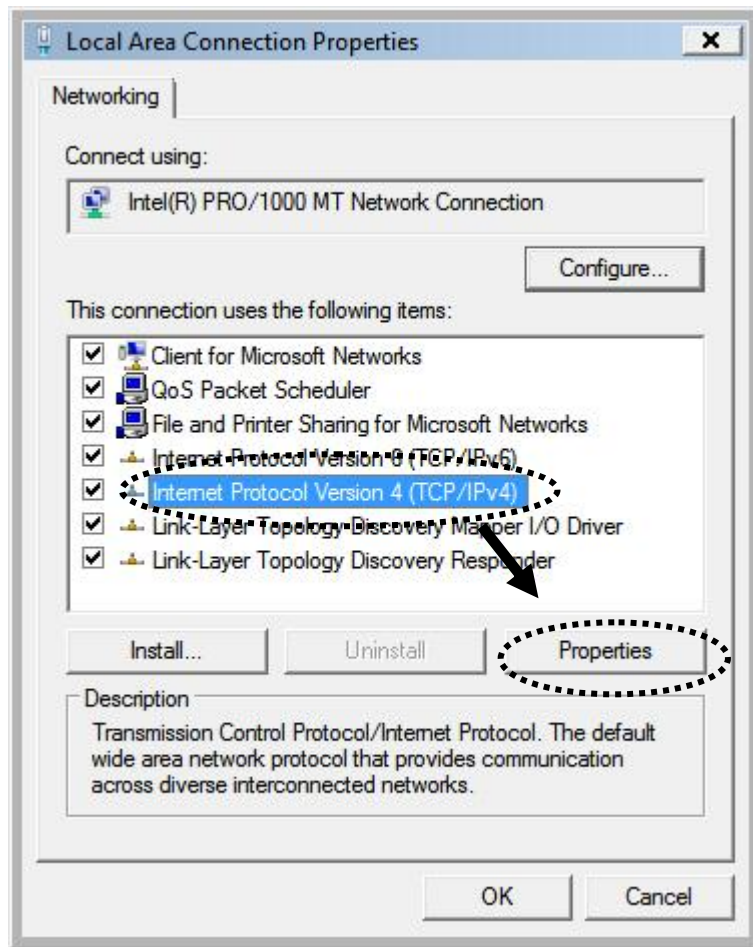 Local Area Connection Properties
Networking
Connect using:
Intel(R) PRO/1000 MT Network Connection
Configure...
This connection uses the following items:
Client for Microsoft Networks
QoS Packet Scheduler
File and Printer Sharing for Microsoft Networks
Internet Protocol Version 6 (TCP/IPv6)
Internet Protocol Version 4 (TCP/IPv4)
Link-Layer Topology Discovery Mapper I/O Driver
Link-Layer Topology Discovery Responder
Install... Uninstall Properties
Description
Transmission Control Protocol/Internet Protocol. The default
wide area network protocol that provides communication
across diverse interconnected networks.
OK Cancel